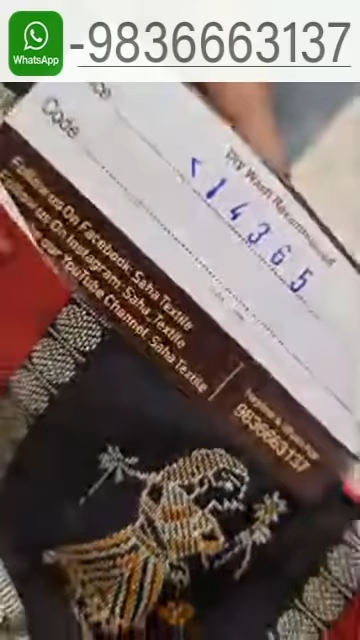 WhatsApp
-9836663137
ce
Code
Dry Wash Recommended
<14365
Follow us On Facebook: Saha Textile
Follow us On Instagram: Saha_Textile
our Youtube Channel: Saha Textile
9836663137